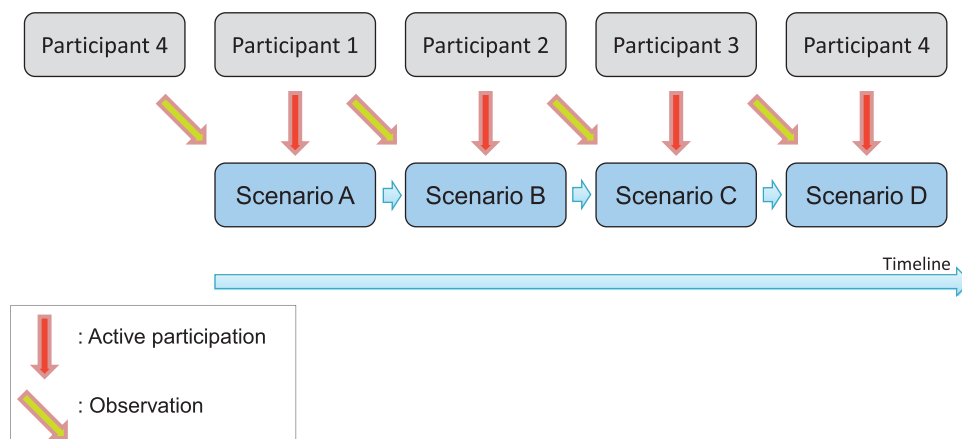 Participant 4
Participant 1
Participant 2
Participant 3
Participant 4
Scenario A
Scenario B
Scenario C
Scenario D
Timeline
: Active participation
: Observation